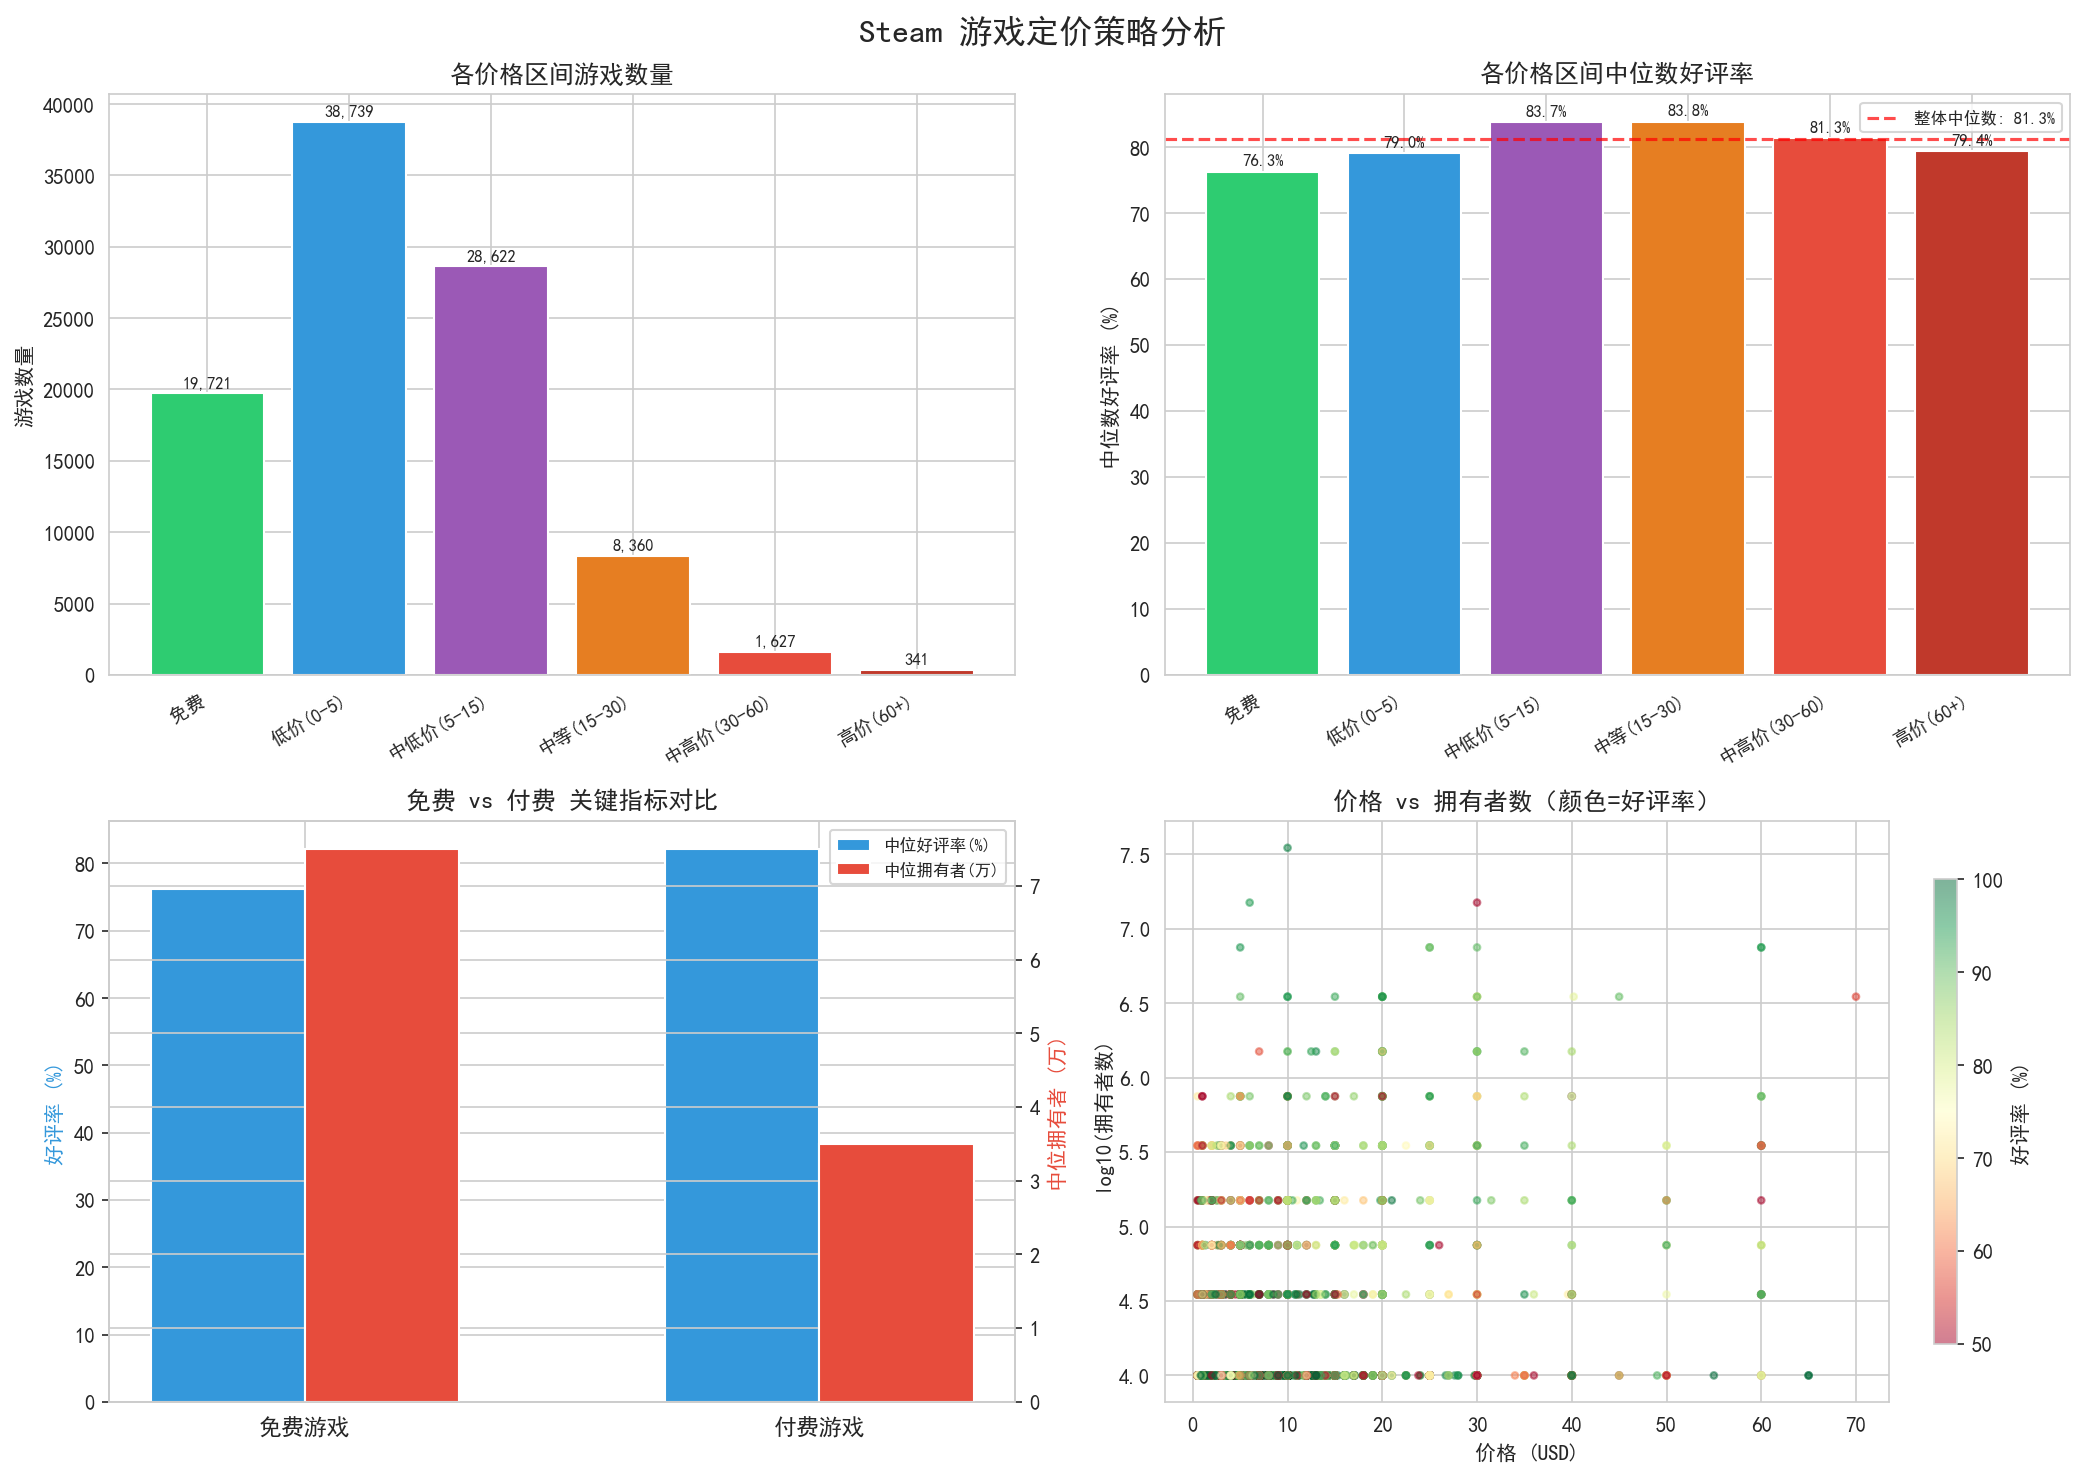 Steam 游戏定价策略分析
各价格区间游戏数量
游戏数量
40000
35000
30000
25000
20000
15000
10000
5000
0
19,721
38,739
28,622
8,360
1,627
341
免费
低价(0-5)
中低价(5-15)
中等(15-30)
中高价(30-60)
高价(60+)
各价格区间中位数好评率
中位数好评率 (%)
80
70
60
50
40
30
20
10
0
76.3%
79.0%
83.7%
83.8%
81.3%
79.4%
整体中位数: 81.3%
免费
低价(0-5)
中低价(5-15)
中等(15-30)
中高价(30-60)
高价(60+)
免费 vs 付费 关键指标对比
好评率 (%)
80
70
60
50
40
30
20
10
0
中位好评率(%)
中位拥有者(万)
7
6
5
4
3
2
1
0
中位拥有者 (万)
免费游戏
付费游戏
价格 vs 拥有者数（颜色=好评率）
log10(拥有者数)
7.5
7.0
6.5
6.0
5.5
5.0
4.5
4.0
0
10
20
30
40
50
60
70
价格 (USD)
100
90
80
70
60
50
好评率 (%)